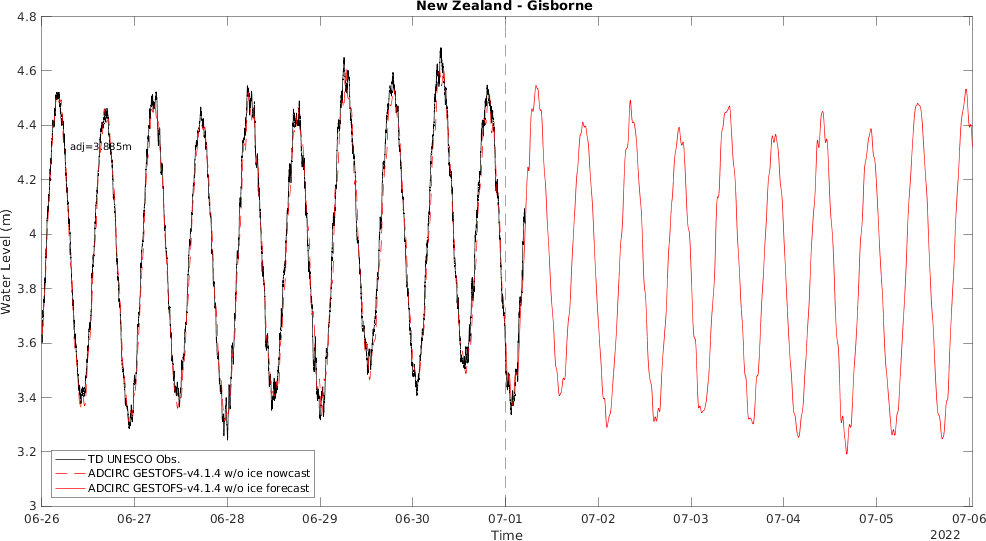 New Zealand - Gisborne
4.8
4.6
4.4
4.2
4
3.8
3.6
3.4
3.2
3
Water Level (m)
adj=3.885m
TD UNESCO Obs.
ADCIRC GESTOFS-v4.1.4 w/o ice nowcast
ADCIRC GESTOFS-v4.1.4 w/o ice forecast
06-26 06-27 06-28 06-29 06-30 07-01 07-02 07-03 07-04 07-05 07-06
Time
2022